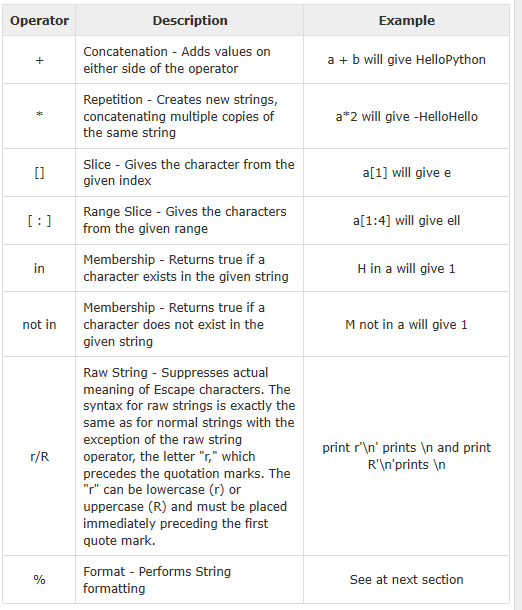 Operator Description Example
+ Concatenation - Adds values on either side of the operator a + b will give HelloPython
* Repetition - Creates new strings, concatenating multiple copies of the same string a*2 will give -HelloHello
[] Slice - Gives the character from the given index a[1] will give e
[ : ] Range Slice - Gives the characters from the given range a[1:4] will give ell
in Membership - Returns true if a character exists in the given string H in a will give 1
not in Membership - Returns true if a character does not exist in the given string M not in a will give 1
r/R Raw String - Suppresses actual meaning of Escape characters. The syntax for raw strings is exactly the same as for normal strings with the exception of the raw string operator, the letter "r," which precedes the quotation marks. The "r" can be lowercase (r) or uppercase (R) and must be placed immediately preceding the first quote mark. print r'\n' prints \n and print R'\n'prints \n
% Format - Performs String formatting See at next section